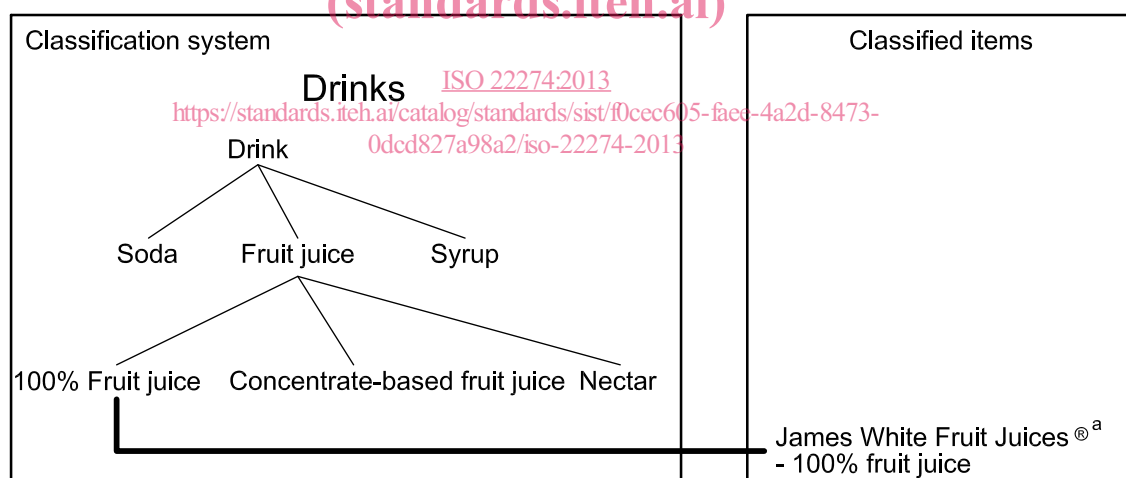 (standards.iteh.ai)
Classification system
Classified items
Drinks
ISO 22274:2013
https://standards.iteh.ai/catalog/standards/sist/f0cec605-faee-4a2d-8473-
0dcd827a98a2/iso-22274-2013
Drink
Soda Fruit juice Syrup
100% Fruit juice Concentrate-based fruit juice Nectar
James White Fruit Juices ® a
- 100% fruit juice